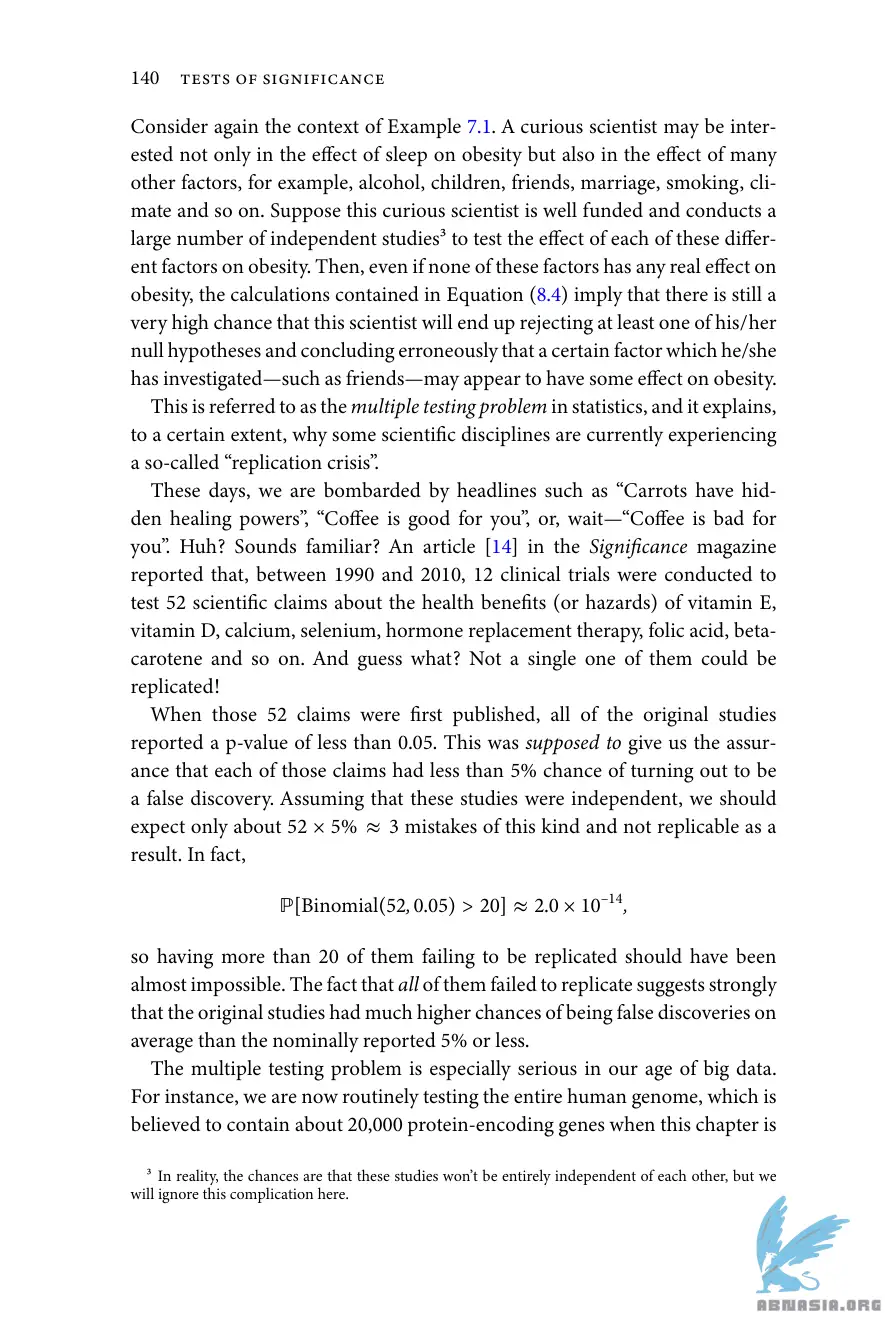 140 TESTS OF SIGNIFICANCE
Consider again the context of Example 7.1. A curious scientist may be inter-
ested not only in the effect of sleep on obesity but also in the effect of many
other factors, for example, alcohol, children, friends, marriage, smoking, cli-
mate and so on. Suppose this curious scientist is well funded and conducts a
large number of independent studies³ to test the effect of each of these differ-
ent factors on obesity. Then, even if none of these factors has any real effect on
obesity, the calculations contained in Equation (8.4) imply that there is still a
very high chance that this scientist will end up rejecting at least one of his/her
null hypotheses and concluding erroneously that a certain factor which he/she
has investigated—such as friends—may appear to have some effect on obesity.
This is referred to as the multiple testing problem in statistics, and it explains,
to a certain extent, why some scientific disciplines are currently experiencing
a so-called “replication crisis”.
These days, we are bombarded by headlines such as “Carrots have hid-
den healing powers”, “Coffee is good for you”, or, wait—“Coffee is bad for
you”. Huh? Sounds familiar? An article [14] in the Significance magazine
reported that, between 1990 and 2010, 12 clinical trials were conducted to
test 52 scientific claims about the health benefits (or hazards) of vitamin E,
vitamin D, calcium, selenium, hormone replacement therapy, folic acid, beta-
carotene and so on. And guess what? Not a single one of them could be
replicated!
When those 52 claims were first published, all of the original studies
reported a p-value of less than 0.05. This was supposed to give us the assur-
ance that each of those claims had less than 5% chance of turning out to be
a false discovery. Assuming that these studies were independent, we should
expect only about 52 × 5% ≈ 3 mistakes of this kind and not replicable as a
result. In fact,
ℙ[Binomial(52, 0.05) > 20] ≈ 2.0 × 10⁻¹⁴,
so having more than 20 of them failing to be replicated should have been
almost impossible. The fact that all of them failed to replicate suggests strongly
that the original studies had much higher chances of being false discoveries on
average than the nominally reported 5% or less.
The multiple testing problem is especially serious in our age of big data.
For instance, we are now routinely testing the entire human genome, which is
believed to contain about 20,000 protein-encoding genes when this chapter is
³ In reality, the chances are that these studies won’t be entirely independent of each other, but we
will ignore this complication here.
ABNASIA.ORG